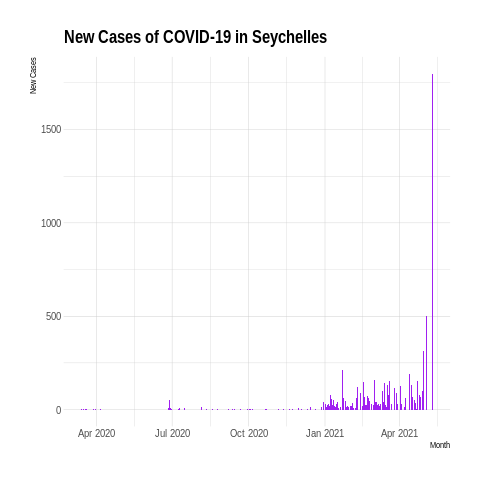 New Cases of COVID-19 in Seychelles
New Cases
1500
1000
500
0
Apr 2020 Jul 2020 Oct 2020 Jan 2021 Apr 2021
Month